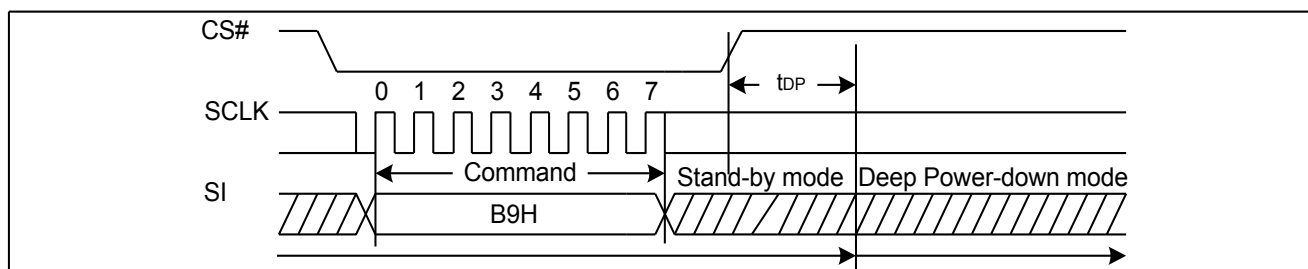 CS#
tDP
0 1 2 3 4 5 6 7
SCLK
Command
Stand-by mode Deep Power-down mode
SI
B9H